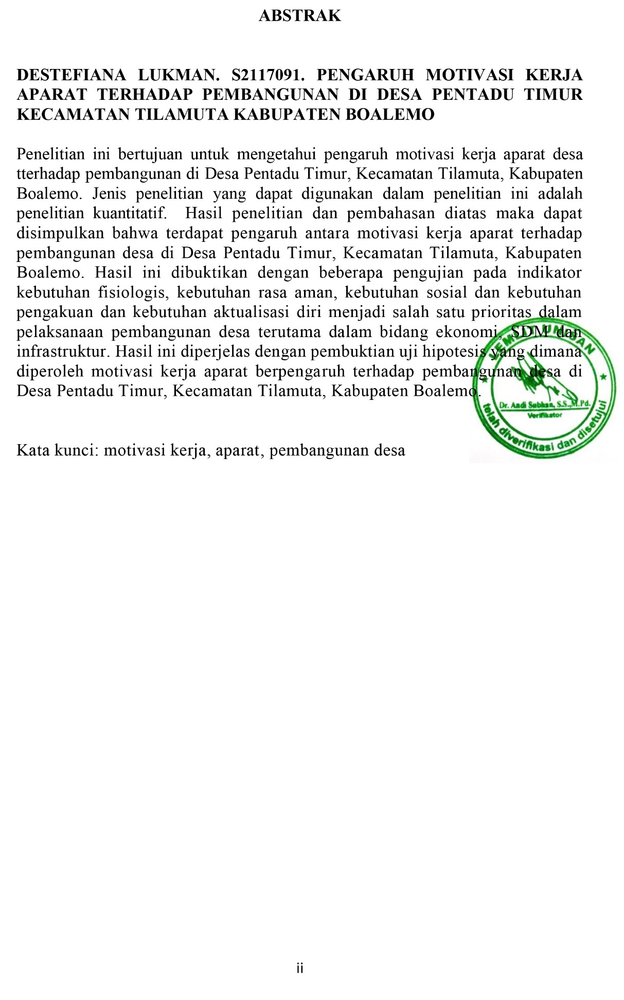 ABSTRAK
DESTEFIANA LUKMAN. S2117091. PENGARUH MOTIVASI KERJA
APARAT TERHADAP PEMBANGUNAN DI DESA PENTADU TIMUR
KECAMATAN TILAMUTA KABUPATEN BOALEMO
Penelitian ini bertujuan untuk mengetahui pengaruh motivasi kerja aparat desa
tterhadap pembangunan di Desa Pentadu Timur, Kecamatan Tilamuta, Kabupaten
Boalemo. Jenis penelitian yang dapat digunakan dalam penelitian ini adalah
penelitian kuantitatif.  Hasil penelitian dan pembahasan diatas maka dapat
disimpulkan bahwa terdapat pengaruh antara motivasi kerja aparat terhadap
pembangunan desa di Desa Pentadu Timur, Kecamatan Tilamuta, Kabupaten
Boalemo. Hasil ini dibuktikan dengan beberapa pengujian pada indikator
kebutuhan fisiologis, kebutuhan rasa aman, kebutuhan sosial dan kebutuhan
pengakuan dan kebutuhan aktualisasi diri menjadi salah satu prioritas dalam
pelaksanaan pembangunan desa terutama dalam bidang ekonomi, SDM dan
infrastruktur. Hasil ini diperjelas dengan pembuktian uji hipotesis yang dimana
diperoleh motivasi kerja aparat berpengaruh terhadap pembangunan desa di
Desa Pentadu Timur, Kecamatan Tilamuta, Kabupaten Boalemo.
Dr. Andi Subhan, S.S.,M.Pd.
Verifikator
telah diverifikasi dan disetujui
Kata kunci: motivasi kerja, aparat, pembangunan desa
ii